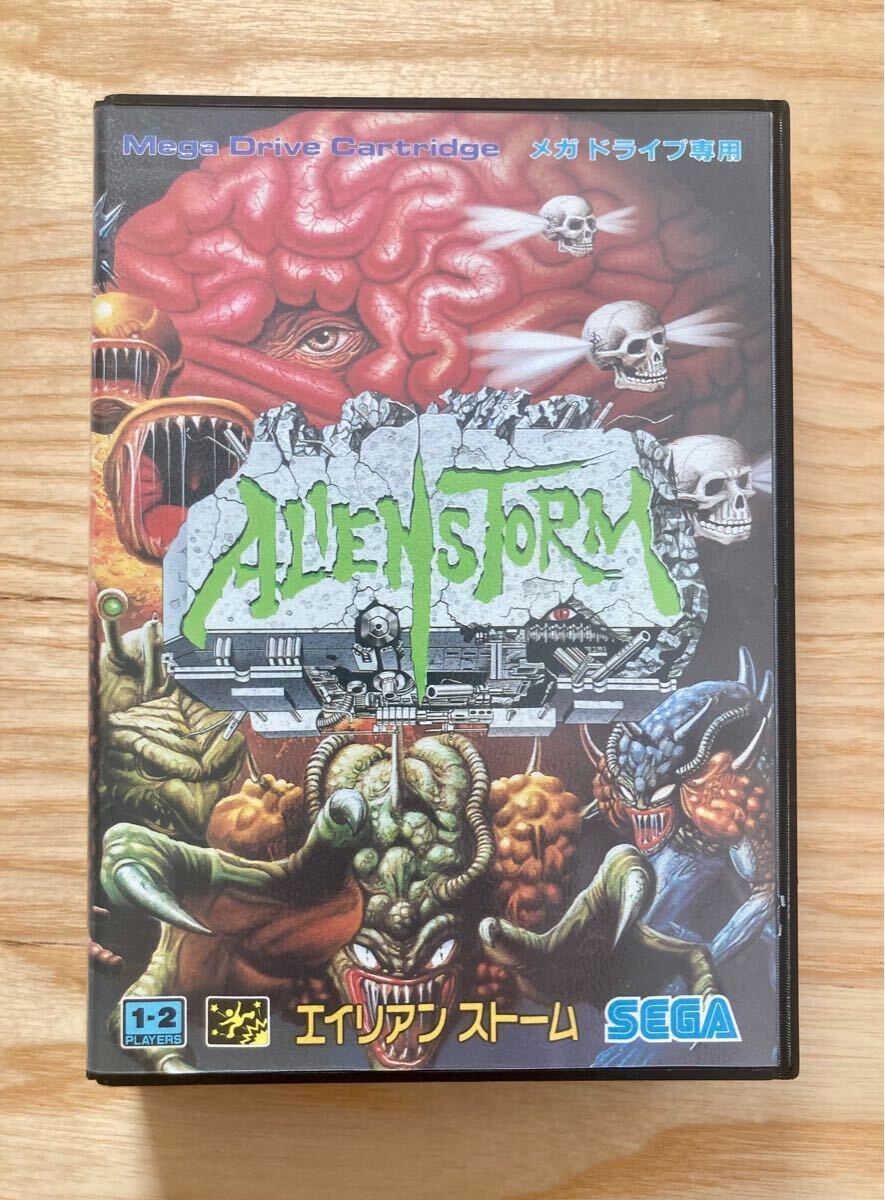 Mega Drive Cartridge メガドライブ専用
ALIEN STORM
1-2
PLAYERS
エイリアン ストーム
SEGA